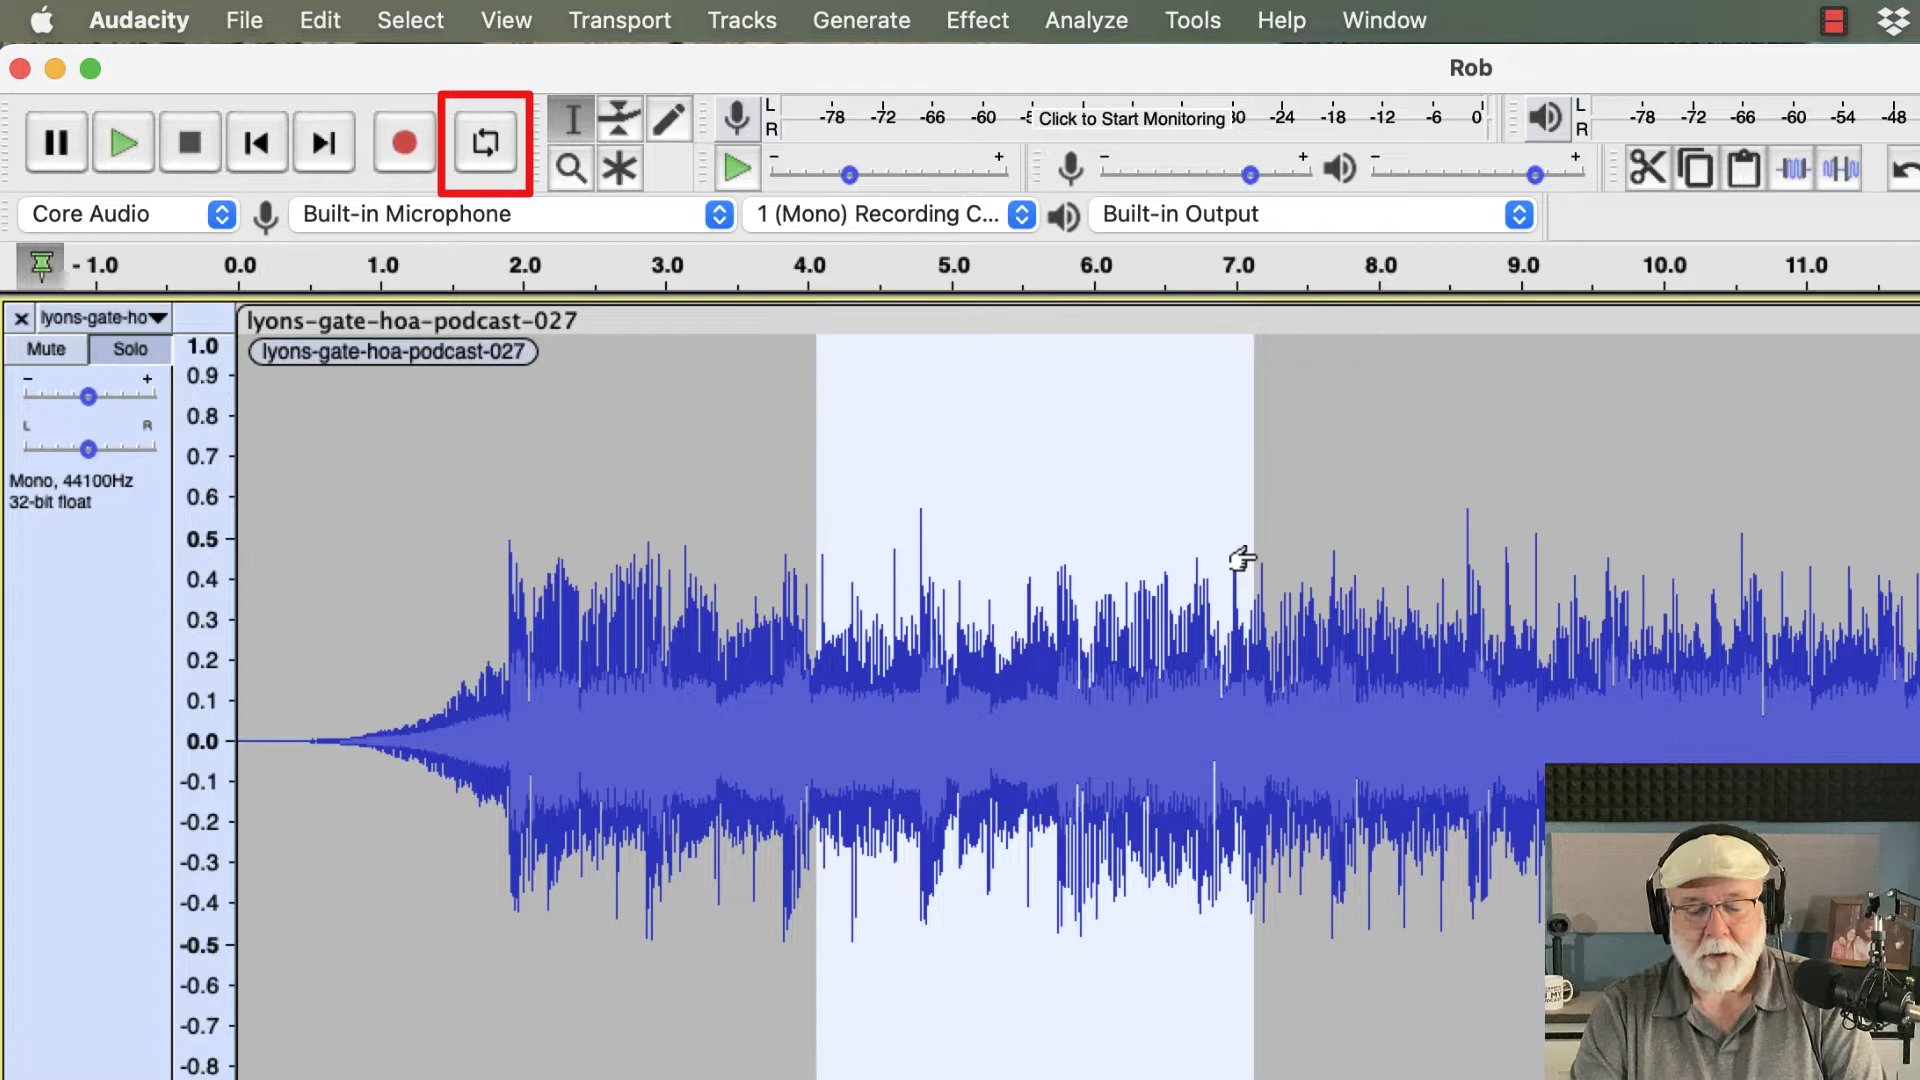 Audacity File Edit Select View Transport Tracks Generate Effect Analyze Tools Help Window
Rob
L -78 -72 -66 -60 -5 Click to Start Monitoring 30 -24 -18 -12 -6 0
R
L -78 -72 -66 -60 -54 -48
R
- + - + - +
Core Audio Built-in Microphone 1 (Mono) Recording C... Built-in Output
-1.0 0.0 1.0 2.0 3.0 4.0 5.0 6.0 7.0 8.0 9.0 10.0 11.0
lyons-gate-ho
lyons-gate-hoa-podcast-027
Mute Solo
lyons-gate-hoa-podcast-027
- +
L R
Mono, 44100Hz
32-bit float
1.0
0.9
0.8
0.7
0.6
0.5
0.4
0.3
0.2
0.1
0.0
-0.1
-0.2
-0.3
-0.4
-0.5
-0.6
-0.7
-0.8